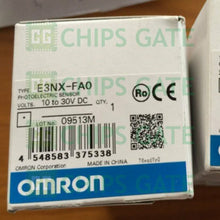 CHIPS GATE
E3NX-FA0
PHOTOELECTRIC SENSOR
VOLTS. 10 to 30V DC
QTY. 1
LOT No. 09513M
4 548583 375338
OMRON Corporation
MADE IN CHINA
OMRON